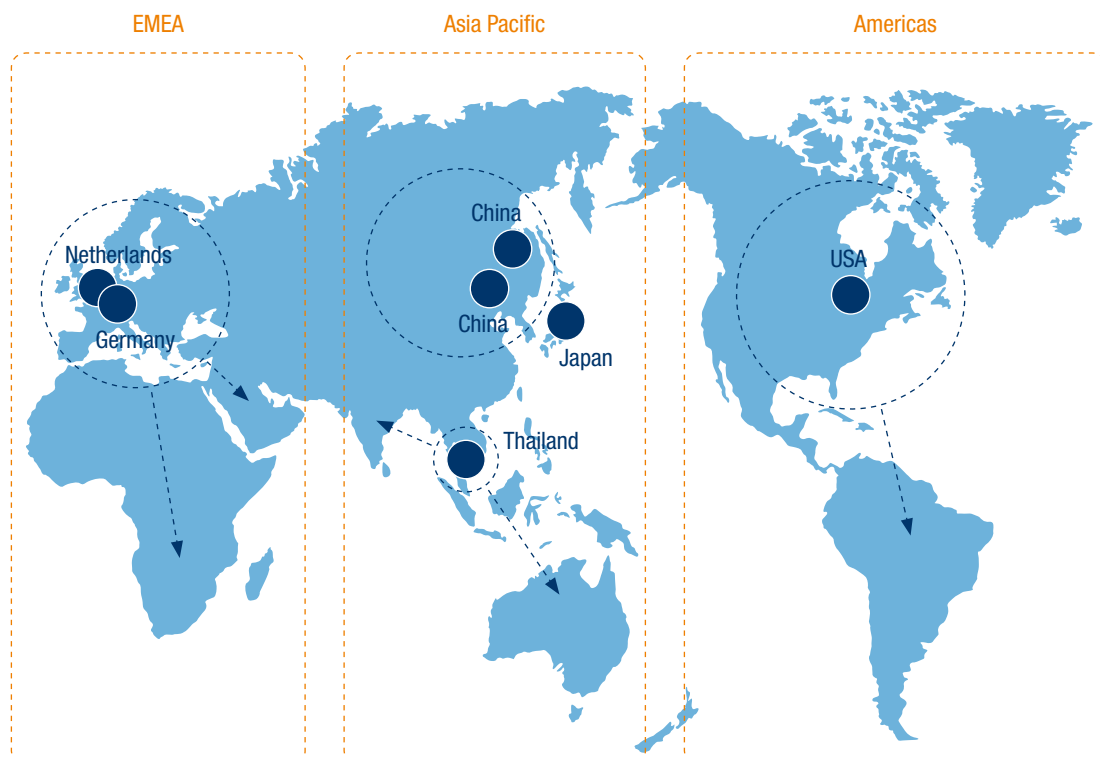 EMEA
Asia Pacific
Americas
China
Netherlands
USA
China
Germany
Japan
Thailand